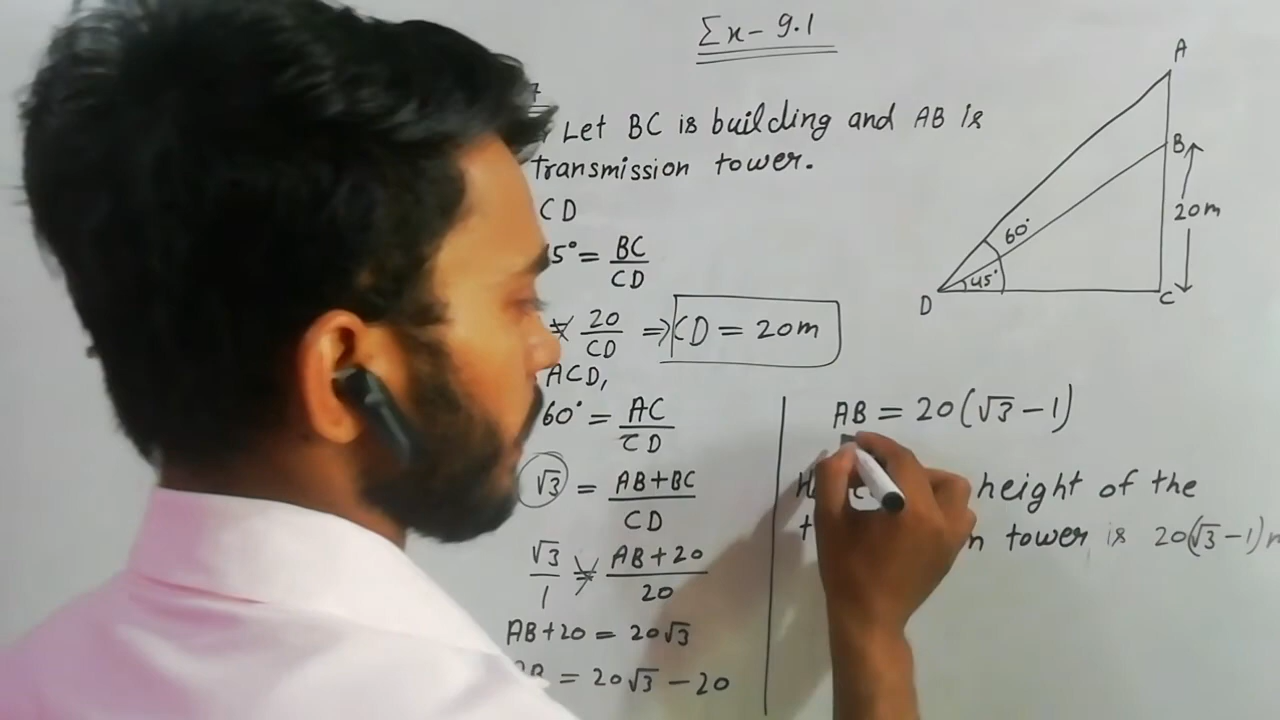 Ex-9.1
7
Let BC is building and AB is
transmission tower.
CD
5° = BC/CD
= 20/CD ⇒ CD = 20m
ACD,
60° = AC/CD
√3 = AB+BC/CD
√3/1 = AB+20/20
AB+20 = 20√3
= 20√3 - 20
AB = 20(√3-1)
height of the
tower is 20(√3-1)m
A
B
20m
60°
45°
D
C